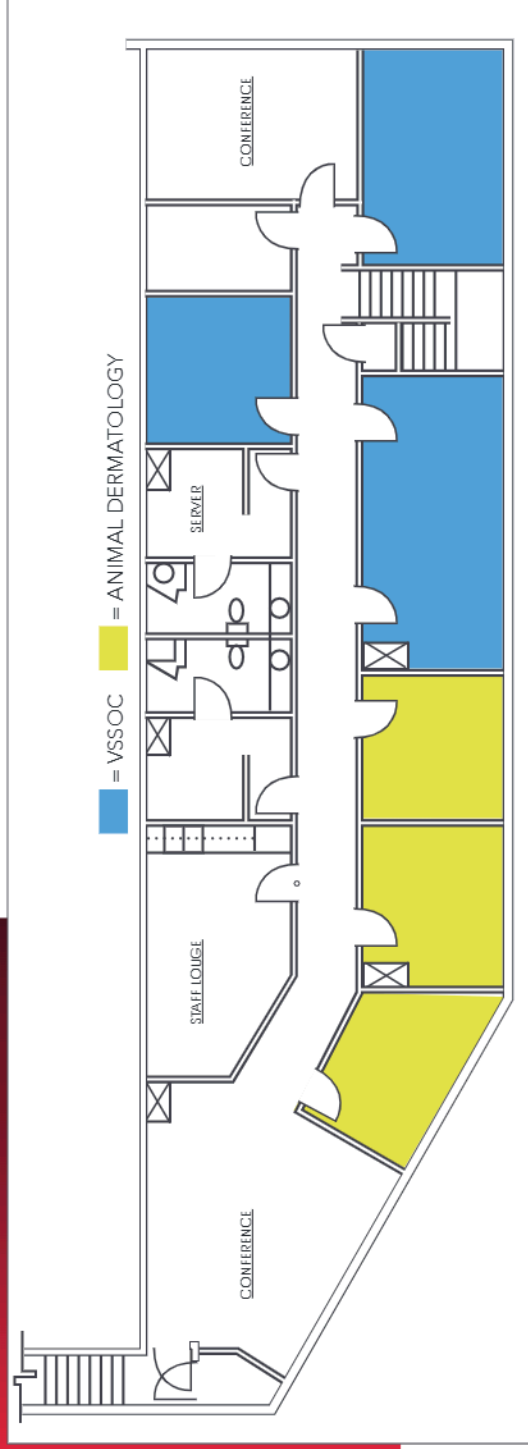 = VSSOC = ANIMAL DERMATOLOGY
CONFERENCE
STAFF LOUGE
SERVER
CONFERENCE